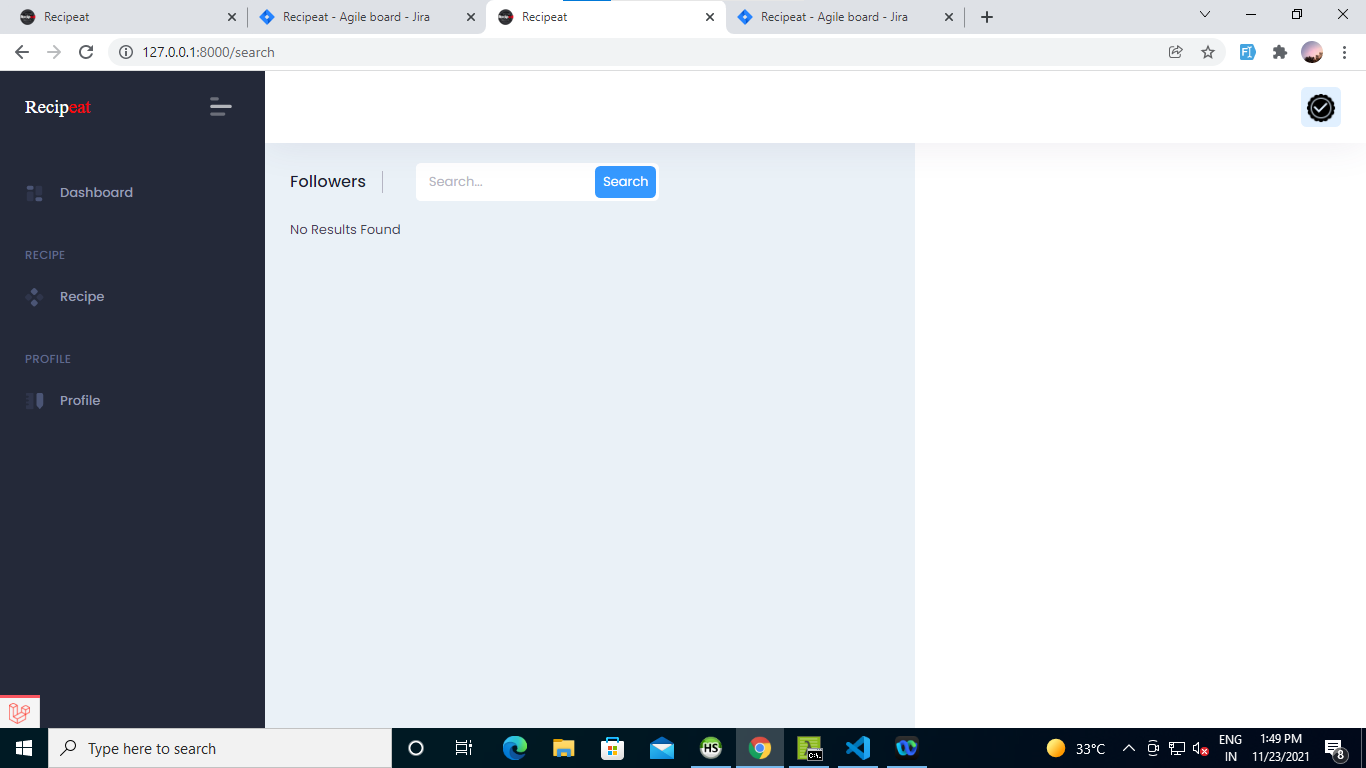 Recipeat
Recipeat - Agile board - Jira
Recipeat
Recipeat - Agile board - Jira
127.0.0.1:8000/search
Recipeat
Dashboard
RECIPE
Recipe
PROFILE
Profile
Followers
Search...
Search
No Results Found
Type here to search
HS
C:\.
33°C
ENG
IN
1:49 PM
11/23/2021
8